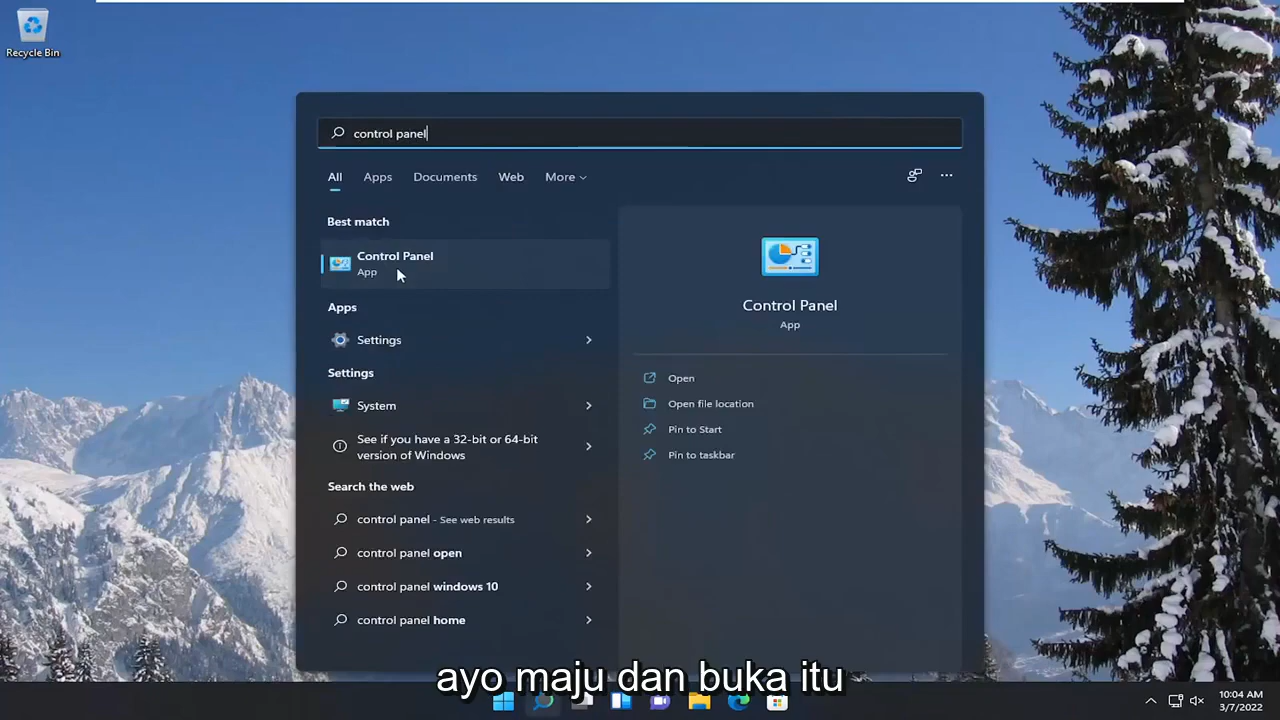 Recycle Bin
control panel
All Apps Documents Web More
Best match
Control Panel
App
Apps
Settings
Settings
System
See if you have a 32-bit or 64-bit
version of Windows
Search the web
control panel - See web results
control panel open
control panel windows 10
control panel home
Control Panel
App
Open
Open file location
Pin to Start
Pin to taskbar
ayo maju dan buka itu
10:04 AM
3/7/2022